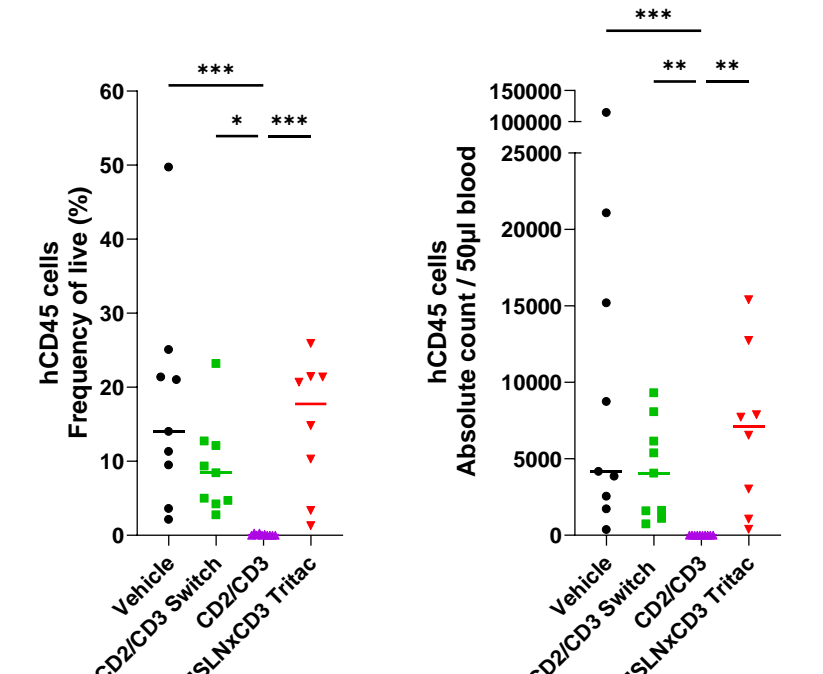 ***
* ***
60
50
40
30
20
10
0
hCD45 cells
Frequency of live (%)
Vehicle
CD2/CD3 Switch
CD2/CD3
SLNxCD3 Tritac
***
** **
150000
100000
25000
20000
15000
10000
5000
0
hCD45 cells
Absolute count / 50µl blood
Vehicle
CD2/CD3 Switch
CD2/CD3
SLNxCD3 Tritac